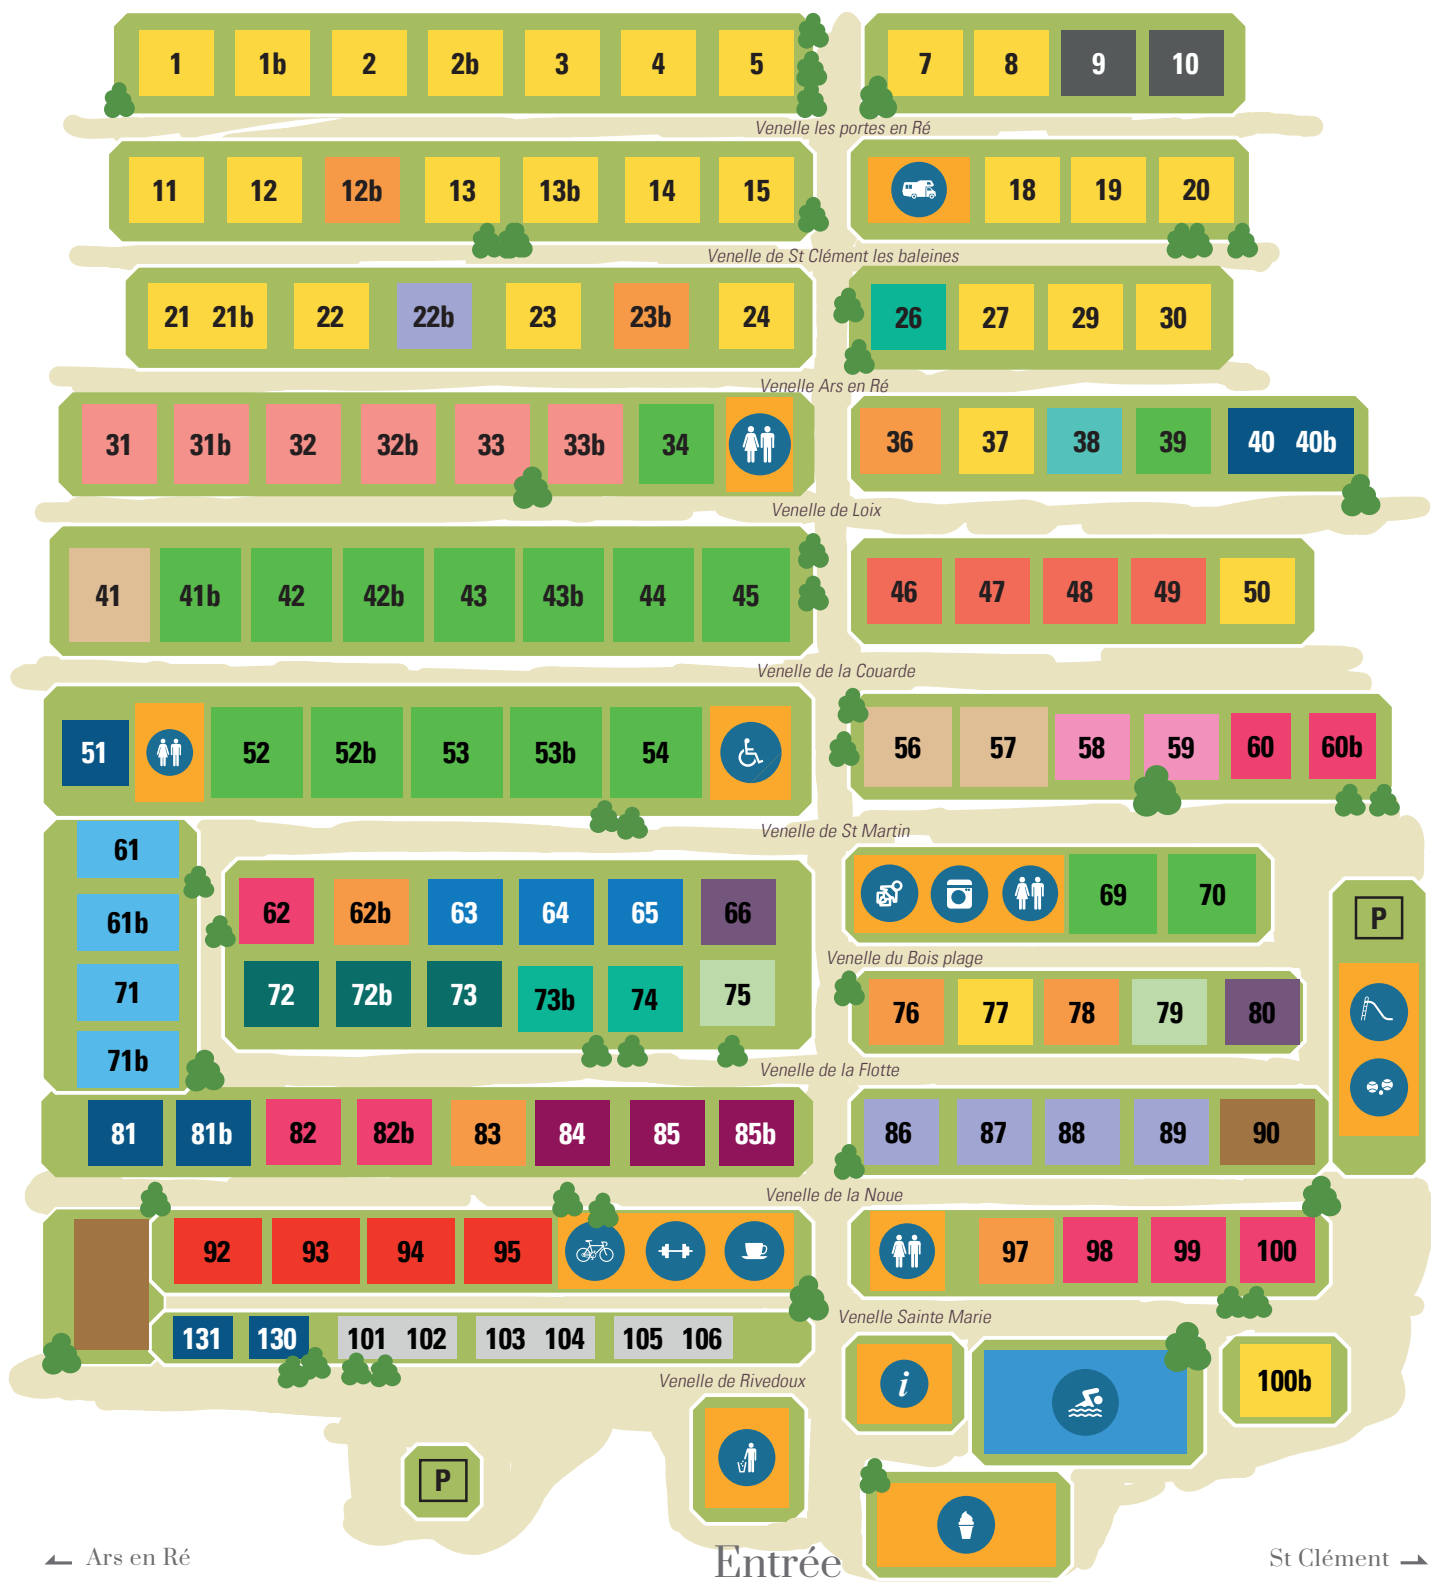 1 1b 2 2b 3 4 5 7 8 9 10
Venelle les portes en Ré
11 12 12b 13 13b 14 15 18 19 20
Venelle de St Clément les baleines
21 21b 22 22b 23 23b 24 26 27 29 30
Venelle Ars en Ré
31 31b 32 32b 33 33b 34 36 37 38 39 40 40b
Venelle de Loix
41 41b 42 42b 43 43b 44 45 46 47 48 49 50
Venelle de la Couarde
51 52 52b 53 53b 54 56 57 58 59 60 60b
Venelle de St Martin
61
62 62b 63 64 65 66 69 70
61b
P
Venelle du Bois plage
71
72 72b 73 73b 74 75 76 77 78 79 80
71b
Venelle de la Flotte
81 81b 82 82b 83 84 85 85b 86 87 88 89 90
Venelle de la Noue
92 93 94 95 97 98 99 100
Venelle Sainte Marie
131 130 101 102 103 104 105 106
Venelle de Rivedoux
i
100b
P
Ars en Ré
Entrée
St Clément